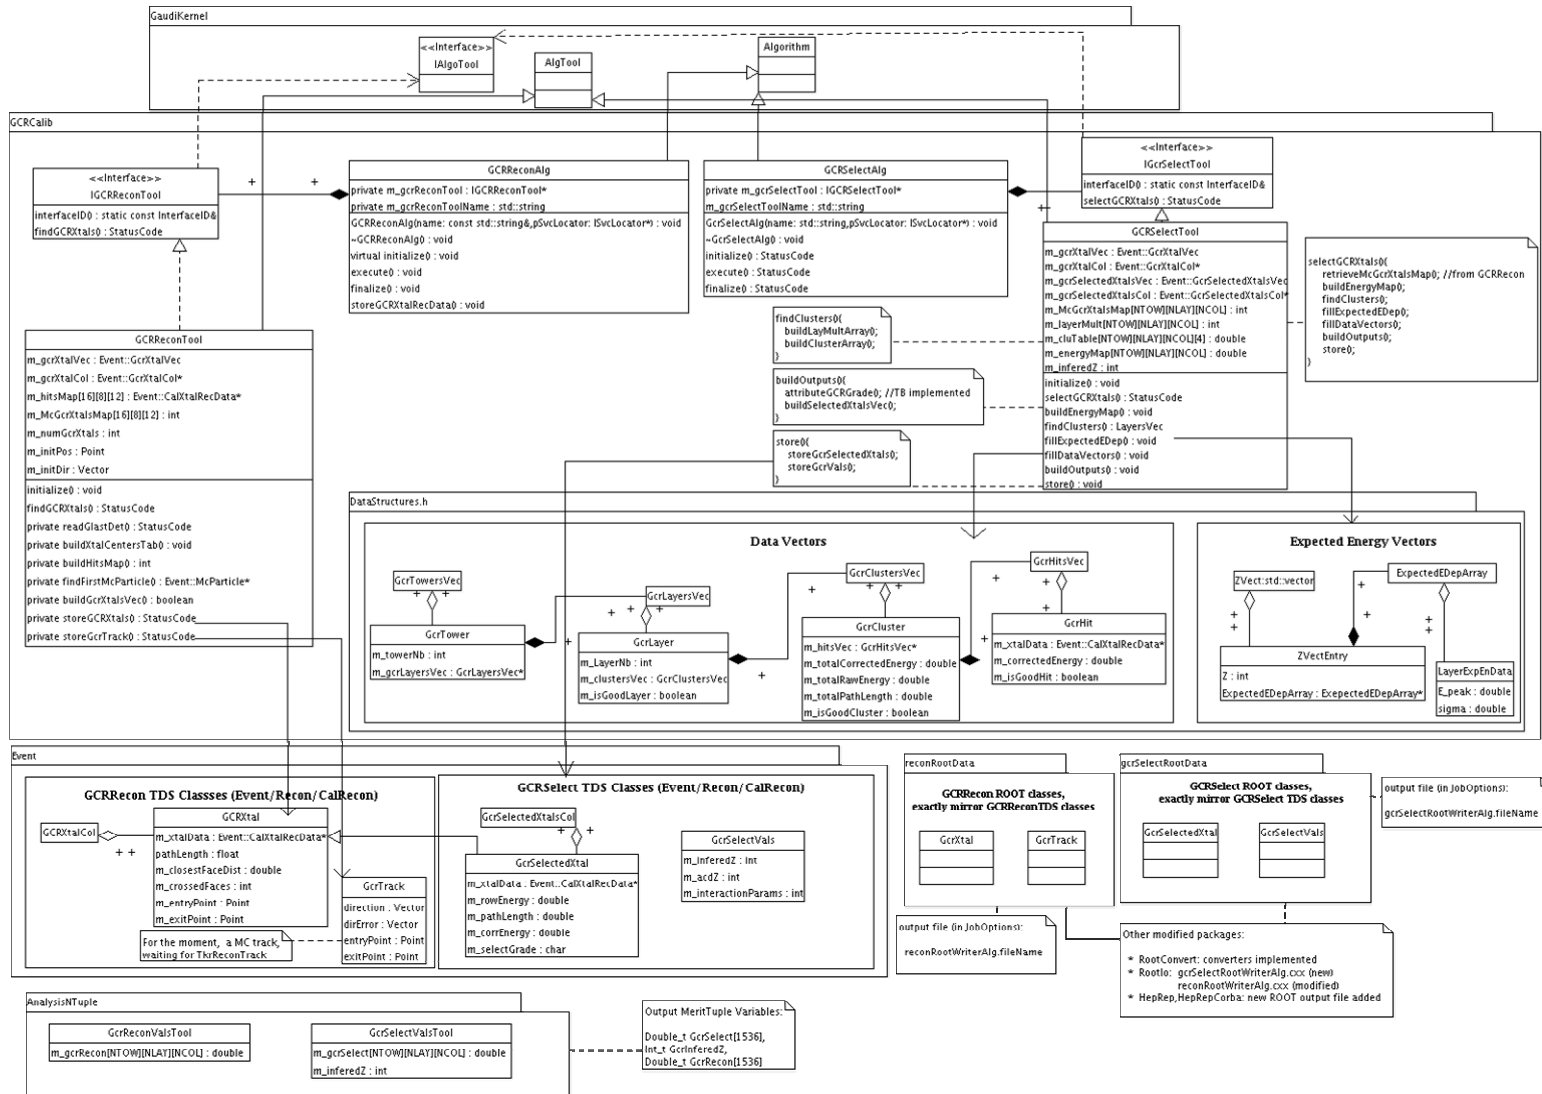 GaudiKernel
<<Interface>>
IAlgoTool
AlgTool
Algorithm
GCRCalib
<<Interface>>
IGCRReconTool
interfaceID() : static const InterfaceID&
findGCRXtals() : StatusCode
+
+
GCRReconAlg
private m_gcrReconTool : IGCRReconTool*
private m_gcrReconToolName : std::string
GCRReconAlg(name: const std::string&,pSvcLocator: ISvcLocator*) : void
~GCRReconAlg() : void
virtual initialize() : void
execute() : void
finalize() : void
storeGCRXtalRecData() : void
GCRSelectAlg
private m_gcrSelectTool : IGCRSelectTool*
m_gcrSelectToolName : std::string
GcrSelectAlg(name: std::string,pSvcLocator: ISvcLocator*) : void
~GcrSelectAlg() : void
initialize() : StatusCode
execute() : StatusCode
finalize() : StatusCode
<<Interface>>
IGcrSelectTool
interfaceID() : static const InterfaceID&
selectGCRXtals() : StatusCode
GCRSelectTool
m_gcrXtalVec : Event::GcrXtalVec
m_gcrXtalCol : Event::GcrXtalCol*
m_gcrSelectedXtalsVec : Event::GcrSelectedXtalsVec
m_gcrSelectedXtalsCol : Event::GcrSelectedXtalsCol*
m_McGcrXtalsMap[NTOW][NLAY][NCOL] : int
m_layerMult[NTOW][NLAY][NCOL] : int
m_cluTable[NTOW][NLAY][NCOL][4] : double
m_energyMap[NTOW][NLAY][NCOL] : double
m_inferedZ : int
initialize() : void
selectGCRXtals() : StatusCode
buildEnergyMap() : void
findClusters() : LayersVec
fillExpectedEDep() : void
fillDataVectors() : void
buildOutputs() : void
store() : void
selectGCRXtals(){
retrieveMcGcrXtalsMap(); //from GCRRecon
buildEnergyMap();
findClusters();
fillExpectedEDep();
fillDataVectors();
buildOutputs();
store();
}
findClusters(){
buildLayMultArray();
buildClusterArray();
}
buildOutputs(){
attributeGCRGrade(); //TB implemented
buildSelectedXtalsVec();
}
store(){
storeGcrSelectedXtals();
storeGcrVals();
}
GCRReconTool
m_gcrXtalVec : Event::GcrXtalVec
m_gcrXtalCol : Event::GcrXtalCol*
m_hitsMap[16][8][12] : Event::CalXtalRecData*
m_McGcrXtalsMap[16][8][12] : int
m_numGcrXtals : int
m_initPos : Point
m_initDir : Vector
initialize() : void
findGCRXtals() : StatusCode
private readGlastDet() : StatusCode
private buildXtalCentersTab() : void
private buildHitsMap() : int
private findFirstMcParticle() : Event::McParticle*
private buildGcrXtalsVec() : boolean
private storeGCRXtals() : StatusCode
private storeGcrTrack() : StatusCode
DataStructures.h
Data Vectors
GcrTowersVec
+ +
GcrTower
m_towerNb : int
m_gcrLayersVec : GcrLayersVec*
+
+
GcrLayersVec
+ +
GcrLayer
m_LayerNb : int
m_clustersVec : GcrClustersVec
m_isGoodLayer : boolean
+
+
GcrClustersVec
+ +
GcrCluster
m_hitsVec : GcrHitsVec*
m_totalCorrectedEnergy : double
m_totalRawEnergy : double
m_totalPathLength : double
m_isGoodCluster : boolean
+
+
GcrHitsVec
+
+
GcrHit
m_xtalData : Event::CalXtalRecData*
m_correctedEnergy : double
m_isGoodHit : boolean
Expected Energy Vectors
ZVect:std::vector
+
+
ExpectedEDepArray
+
+
ZVectEntry
Z : int
ExpectedEDepArray : ExepectedEDepArray*
+
+
LayerExpEnData
E_peak : double
sigma : double
Event
GCRRecon TDS Classses (Event/Recon/CalRecon)
GCRXtalCol
+ +
GCRXtal
m_xtalData : Event::CalXtalRecData*
pathLength : float
m_closestFaceDist : double
m_crossedFaces : int
m_entryPoint : Point
m_exitPoint : Point
For the moment, a MC track,
waiting for TkrReconTrack
GcrTrack
direction : Vector
dirError : Vector
entryPoint : Point
exitPoint : Point
GCRSelect TDS Classes (Event/Recon/CalRecon)
GcrSelectedXtalsCol
+ +
GcrSelectedXtal
m_xtalData : Event::CalXtalRecData*
m_rowEnergy : double
m_pathLength : double
m_corrEnergy : double
m_selectGrade : char
GcrSelectVals
m_inferedZ : int
m_acdZ : int
m_interactionParams : int
reconRootData
GCRRecon ROOT classes,
exactly mirror GCRReconTDS classes
GcrXtal
GcrTrack
output file (in JobOptions):
reconRootWriterAlg.fileName
gcrSelectRootData
GCRSelect ROOT classes,
exactly mirror GCRSelect TDS classes
GcrSelectedXtal
GcrSelectVals
output file (in JobOptions):
gcrSelectRootWriterAlg.fileName
Other modified packages:
* RootConvert: converters implemented
* RootIo: gcrSelectRootWriterAlg.cxx (new)
reconRootWriterAlg.cxx (modified)
* HepRep,HepRepCorba: new ROOT output file added
AnalysisNTuple
GcrReconValsTool
m_gcrRecon[NTOW][NLAY][NCOL] : double
GcrSelectValsTool
m_gcrSelect[NTOW][NLAY][NCOL] : double
m_inferedZ : int
Output MeritTuple Variables:
Double_t GcrSelect[1536],
Int_t GcrInferedZ,
Double_t GcrRecon[1536]